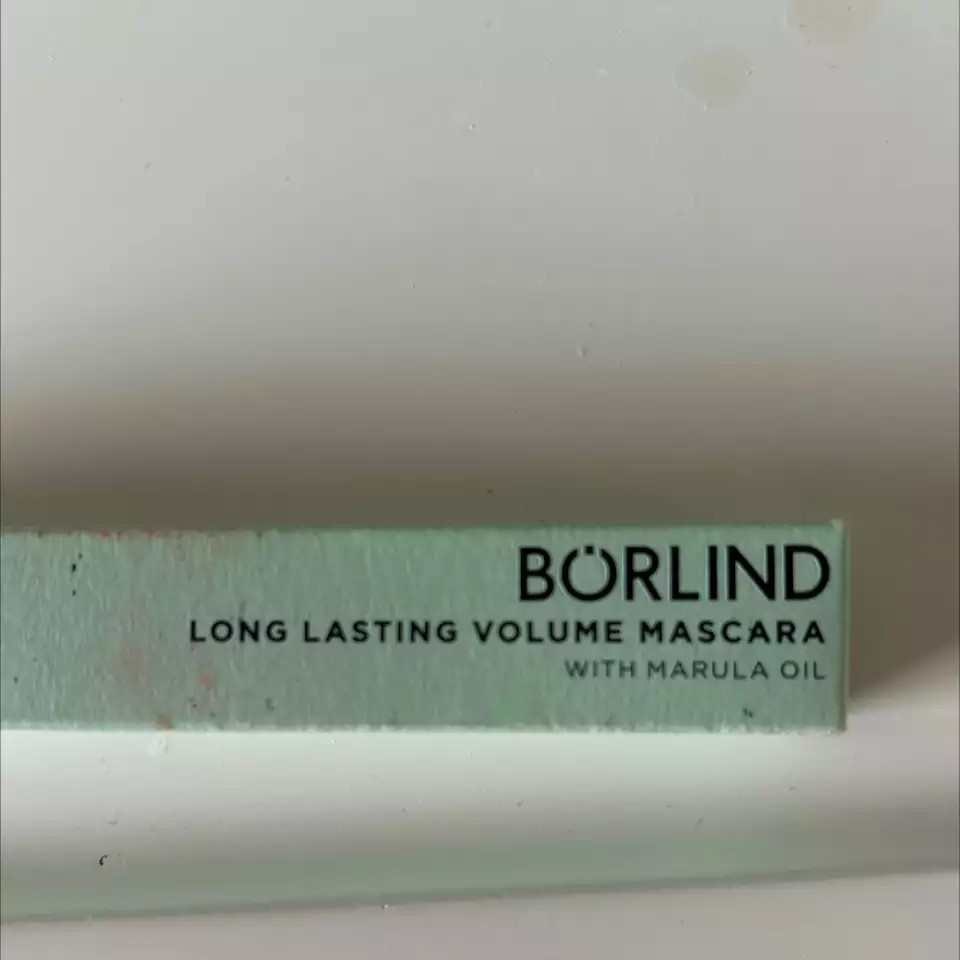 BÖRLIND
LONG LASTING VOLUME MASCARA
WITH MARULA OIL